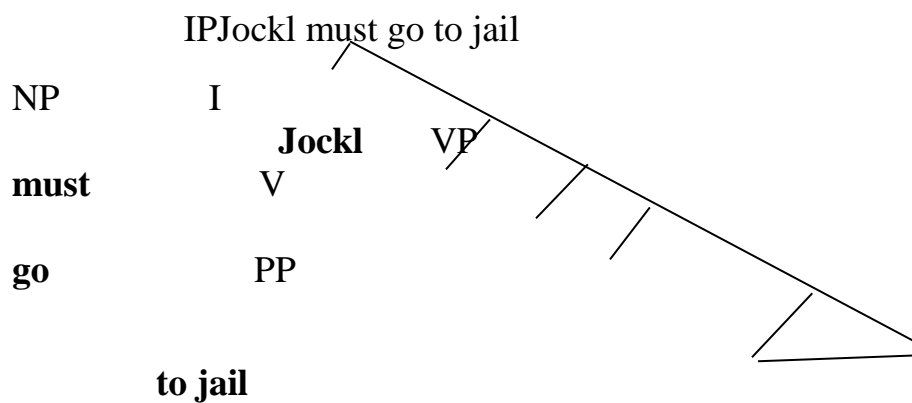 IPJockl must go to jail
NP I
Jockl VP
must V
go PP
to jail